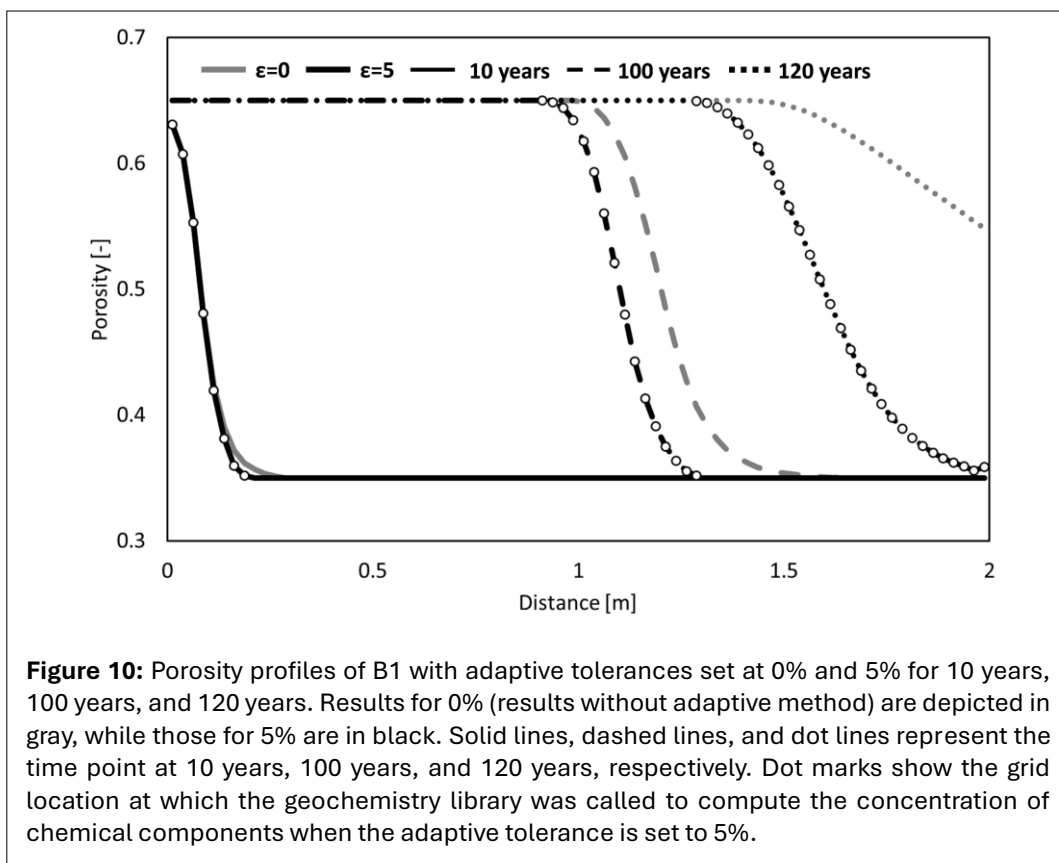 0.7
ε=0 ε=5 10 years 100 years 120 years
0.6
0.5
0.4
0.3
Porosity [-]
0 0.5 1 1.5 2
Distance [m]
Figure 10: Porosity profiles of B1 with adaptive tolerances set at 0% and 5% for 10 years,
100 years, and 120 years. Results for 0% (results without adaptive method) are depicted in
gray, while those for 5% are in black. Solid lines, dashed lines, and dot lines represent the
time point at 10 years, 100 years, and 120 years, respectively. Dot marks show the grid
location at which the geochemistry library was called to compute the concentration of
chemical components when the adaptive tolerance is set to 5%.